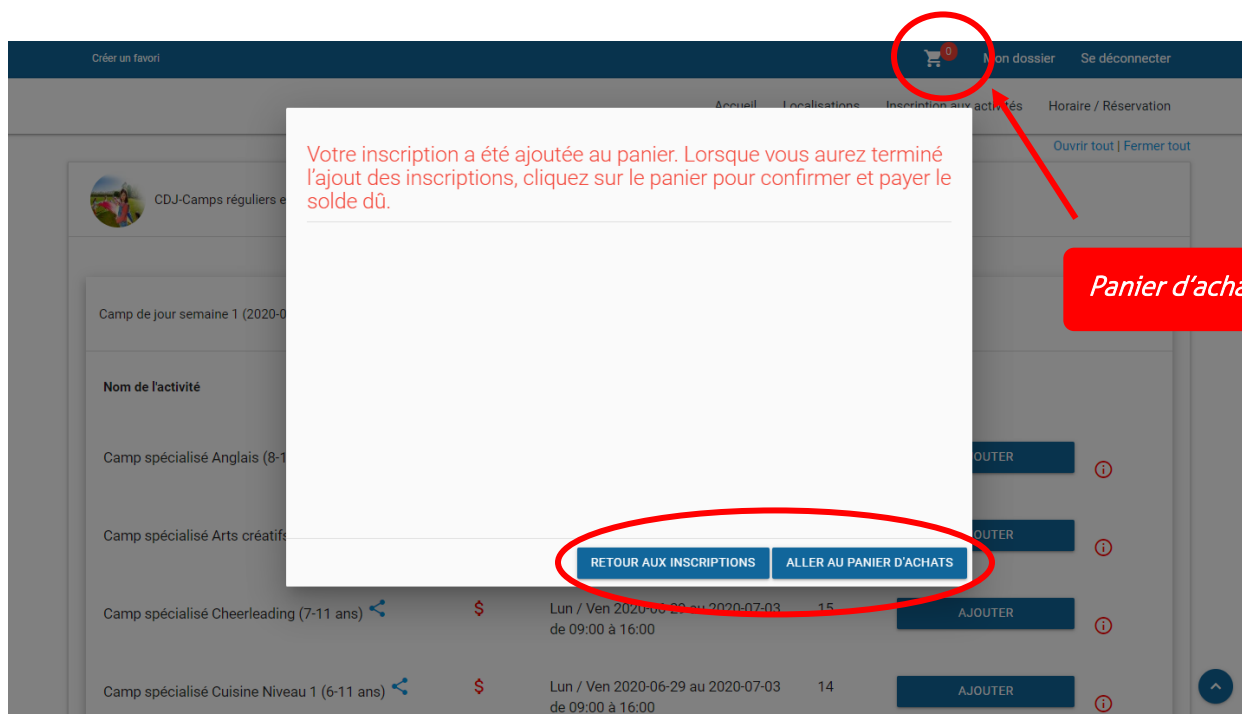 Créer un favori
0
Mon dossier
Se déconnecter
Accueil
Localisations
Inscription aux activités
Horaire / Réservation
Ouvrir tout | Fermer tout
Votre inscription a été ajoutée au panier. Lorsque vous aurez terminé
l'ajout des inscriptions, cliquez sur le panier pour confirmer et payer le
solde dû.
CDJ-Camps réguliers e
Panier d'acha
Camp de jour semaine 1 (2020-0
Nom de l'activité
Camp spécialisé Anglais (8-1
OUTER
Camp spécialisé Arts créatifs
OUTER
RETOUR AUX INSCRIPTIONS
ALLER AU PANIER D'ACHATS
Camp spécialisé Cheerleading (7-11 ans)
$
Lun / Ven 2020-06-29 au 2020-07-03
de 09:00 à 16:00
15
AJOUTER
Camp spécialisé Cuisine Niveau 1 (6-11 ans)
$
Lun / Ven 2020-06-29 au 2020-07-03
de 09:00 à 16:00
14
AJOUTER